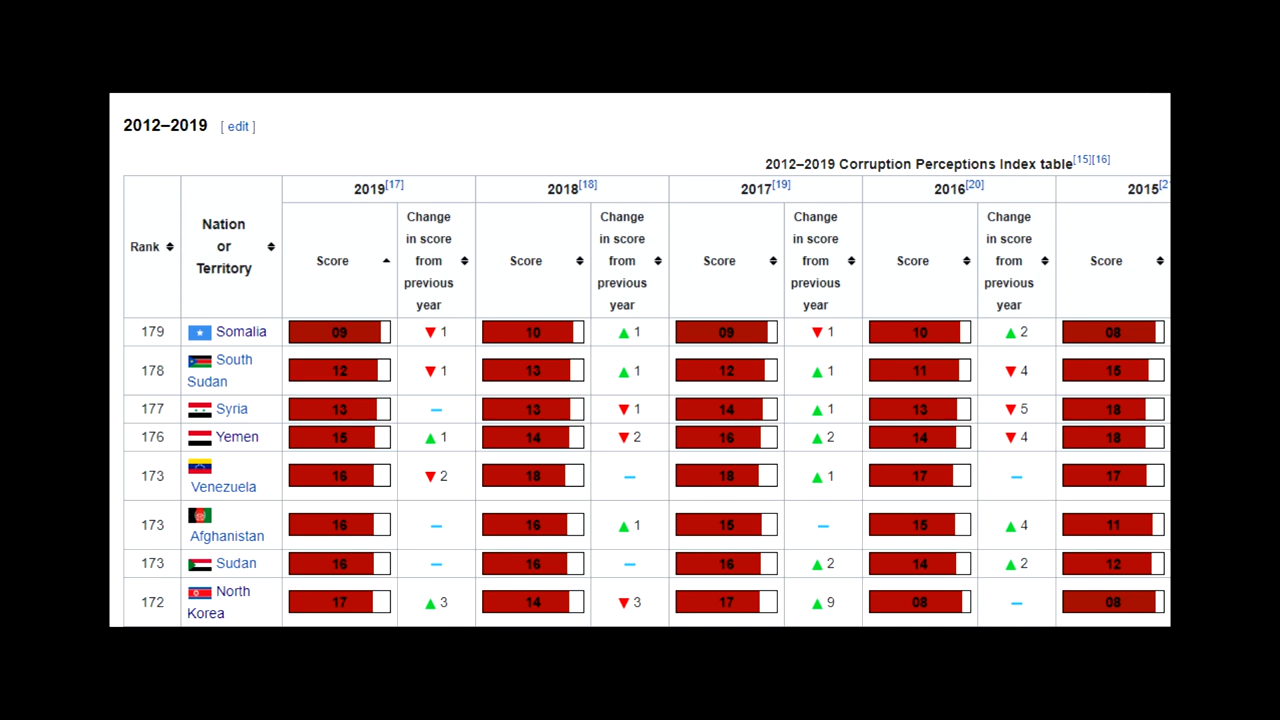 2012–2019 [ edit ]
2012–2019 Corruption Perceptions Index table[15][16]
Rank Nation or Territory 2019[17] 2018[18] 2017[19] 2016[20] 2015[2
Score Change in score from previous year Score Change in score from previous year Score Change in score from previous year Score Change in score from previous year Score
179 Somalia 09 ▼ 1 10 ▲ 1 09 ▼ 1 10 ▲ 2 08
178 South Sudan 12 ▼ 1 13 ▲ 1 12 ▲ 1 11 ▼ 4 15
177 Syria 13 – 13 ▼ 1 14 ▲ 1 13 ▼ 5 18
176 Yemen 15 ▲ 1 14 ▼ 2 16 ▲ 2 14 ▼ 4 18
173 Venezuela 16 ▼ 2 18 – 18 ▲ 1 17 – 17
173 Afghanistan 16 – 16 ▲ 1 15 – 15 ▲ 4 11
173 Sudan 16 – 16 – 16 ▲ 2 14 ▲ 2 12
172 North Korea 17 ▲ 3 14 ▼ 3 17 ▲ 9 08 – 08